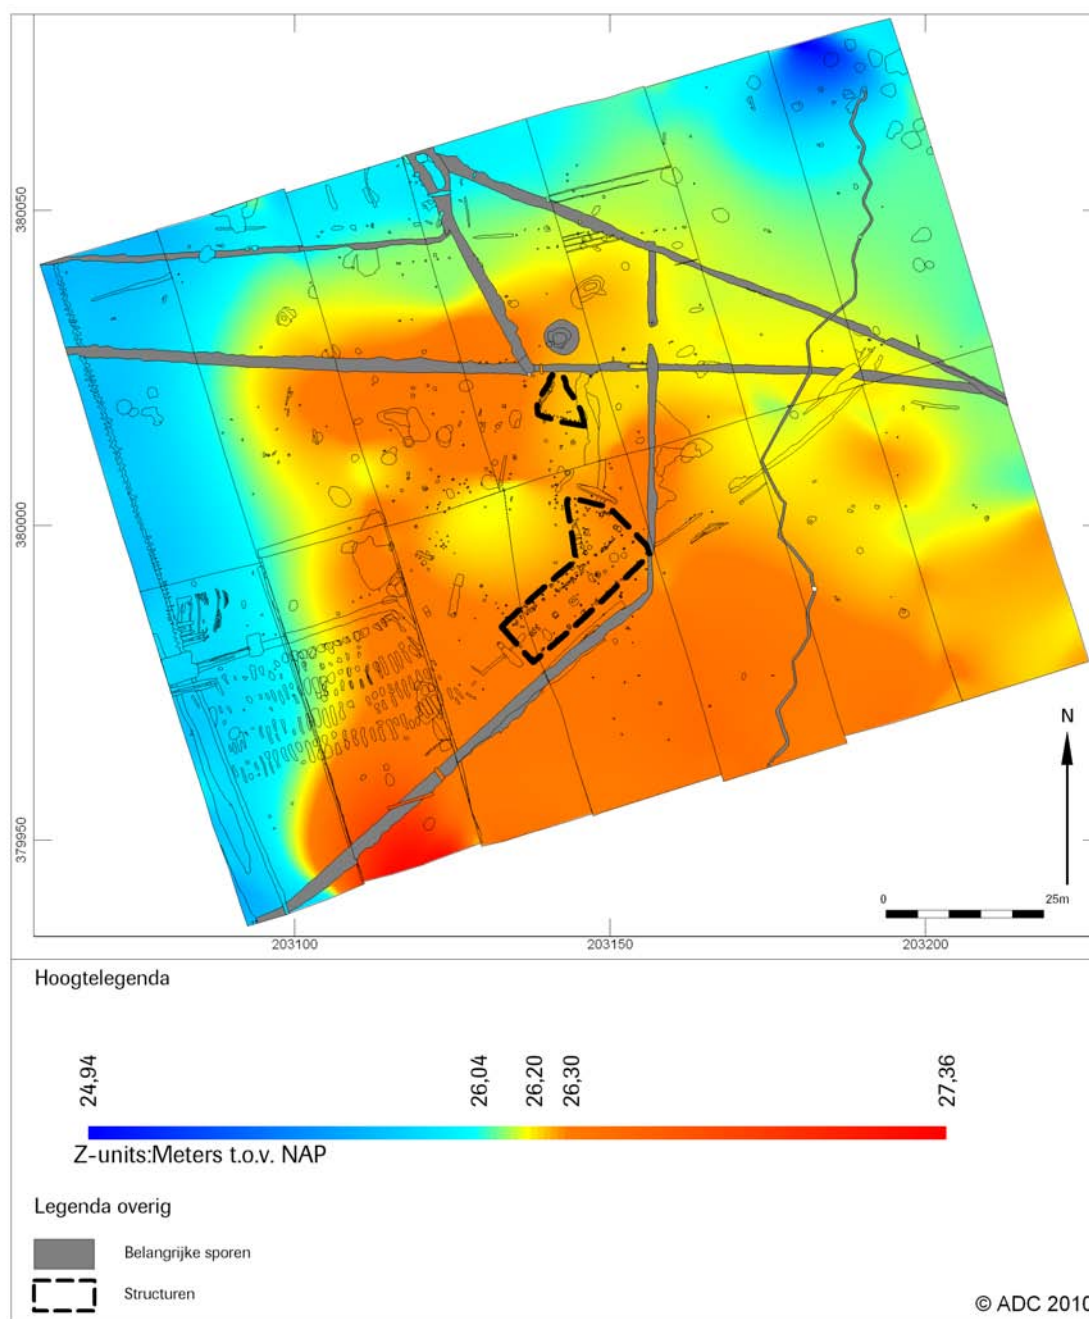 380050
380000
379950
N
0 25m
203100 203150 203200
Hoogtelegenda
24,94 26,04 26,20 26,30 27,36
Z-units:Meters t.o.v. NAP
Legenda overig
Belangrijke sporen
Structuren
© ADC 2010